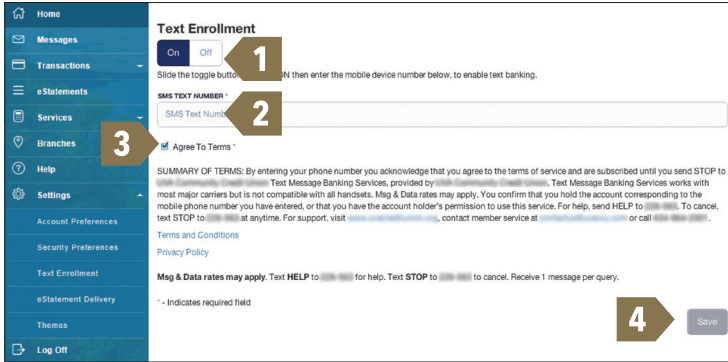 Home
Messages
Transactions
eStatements
Services
Branches
Help
Settings
Account Preferences
Security Preferences
Text Enrollment
eStatement Delivery
Themes
Log Off
Text Enrollment
On Off
1
Slide the toggle butto ON then enter the mobile device number below, to enable text banking.
SMS TEXT NUMBER *
SMS Text Numb
2
3
Agree To Terms *
SUMMARY OF TERMS: By entering your phone number you acknowledge that you agree to the terms of service and are subscribed until you send STOP to
Text Message Banking Services, provided by . Text Message Banking Services works with
most major carriers but is not compatible with all handsets. Msg & Data rates may apply. You confirm that you hold the account corresponding to the
mobile phone number you have entered, or that you have the account holder's permission to use this service. For help, send HELP to . To cancel,
text STOP to at anytime. For support, visit , contact member service at or call .
Terms and Conditions
Privacy Policy
Msg & Data rates may apply. Text HELP to for help. Text STOP to to cancel. Receive 1 message per query.
* - Indicates required field
4
Save